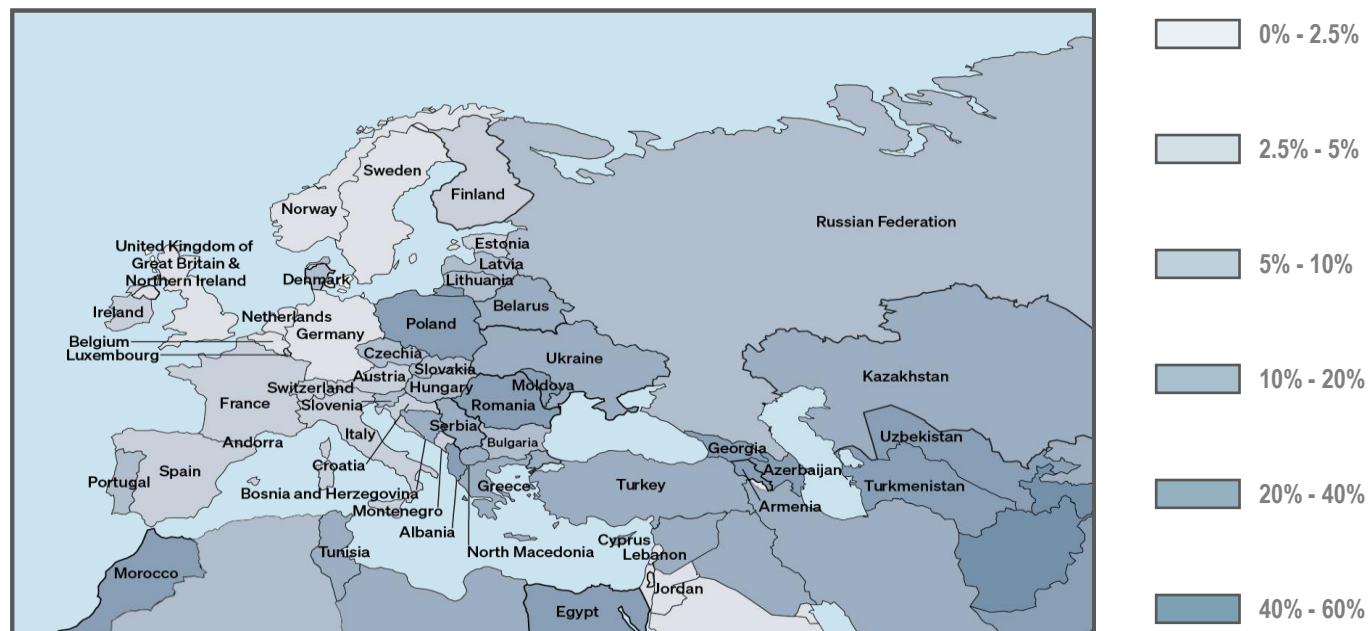 0% - 2.5%
Sweden
2.5% - 5%
Finland
Norway
Russian Federation
United Kingdom of
Great Britain &
Northern Ireland
Estonia
Latvia
5% - 10%
Denmark
Lithuania
Ireland
Netherlands
Belarus
Germany
Poland
Belgium
Luxembourg
Czechia
Ukraine
Slovakia
Austria
Kazakhstan
10% - 20%
Switzerland
Hungary
Moldova
France
Slovenia
Romania
Serbia
Italy
Uzbekistan
Andorra
Bulgaria
Georgia
Croatia
Spain
Azerbaijan
Portugal
Greece
Turkey
Turkmenistan
Bosnia and Herzegovina
20% - 40%
Montenegro
Armenia
Albania
Cyprus
Tunisia
North Macedonia
Lebanon
Morocco
Jordan
Egypt
40% - 60%